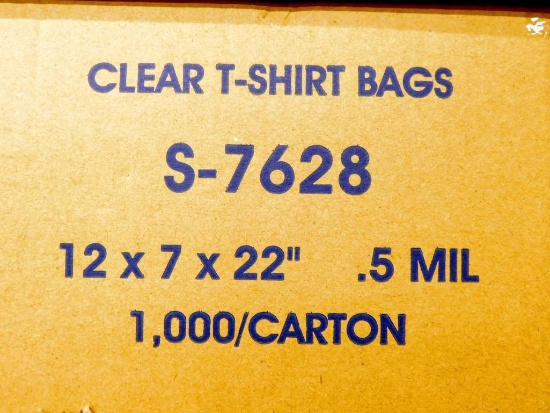 CLEAR T-SHIRT BAGS
S-7628
12 x 7 x 22" .5 MIL
1,000/CARTON